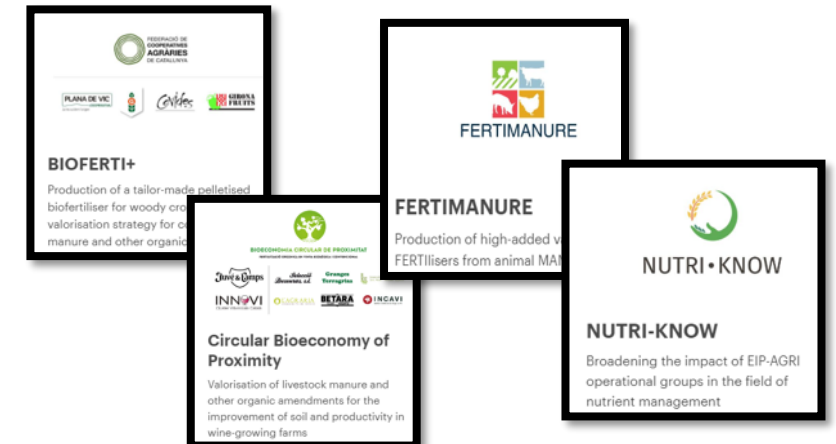 FEDERACIÓ DE
COOPERATIVES
AGRÀRIES
DE CATALUNYA
PLANA DE VIC
Covides
GIRONA
FRUITS
BIOFERTI+
Production of a tailor-made pelletised
biofertiliser for woody cro
valorisation strategy for c
manure and other organic
BIOECONOMIA CIRCULAR DE PROXIMITAT
Juvé & Camps
Selecció
Granges
Terragrisa
INNOVI
BETARA
INCAVI
Circular Bioeconomy of
Proximity
Valorisation of livestock manure and
other organic amendments for the
improvement of soil and productivity in
wine-growing farms
FERTIMANURE
FERTIMANURE
Production of high-added v
FERTIlisers from animal MAN
NUTRI•KNOW
NUTRI-KNOW
Broadening the impact of EIP-AGRI
operational groups in the field of
nutrient management